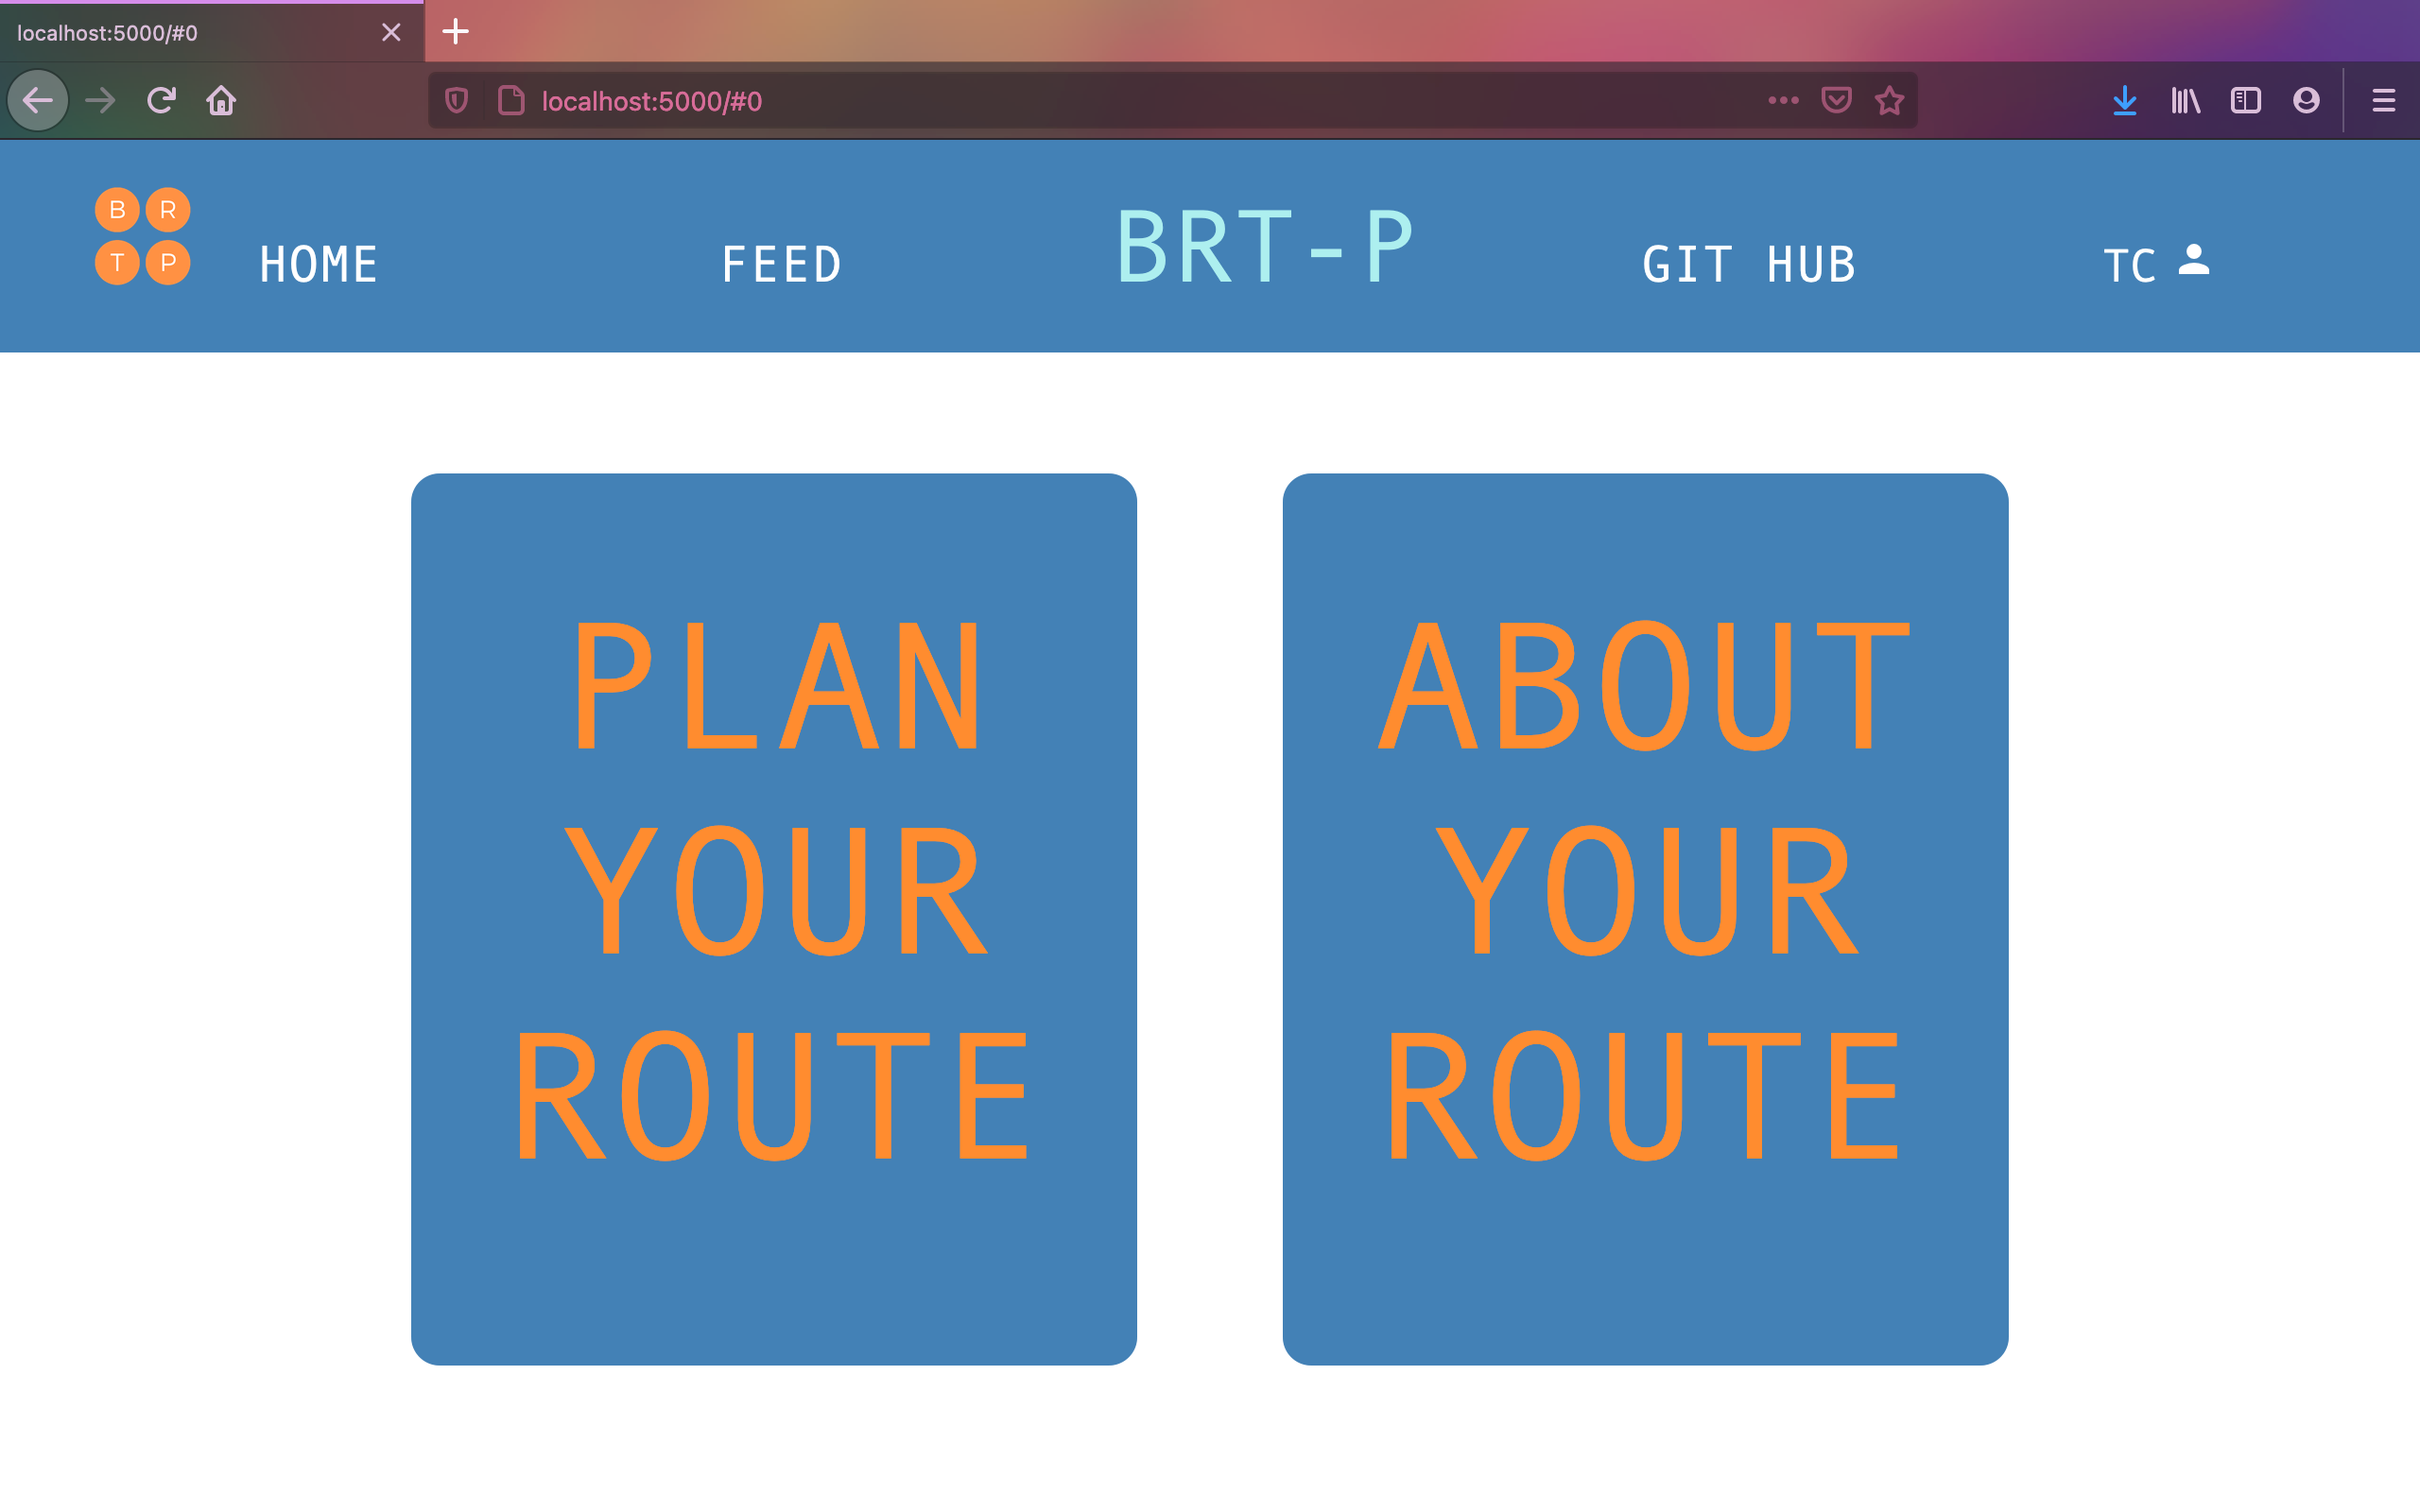 localhost:5000/#0
localhost:5000/#0
B R
T P
HOME
FEED
BRT-P
GIT HUB
TC
PLAN
YOUR
ROUTE
ABOUT
YOUR
ROUTE